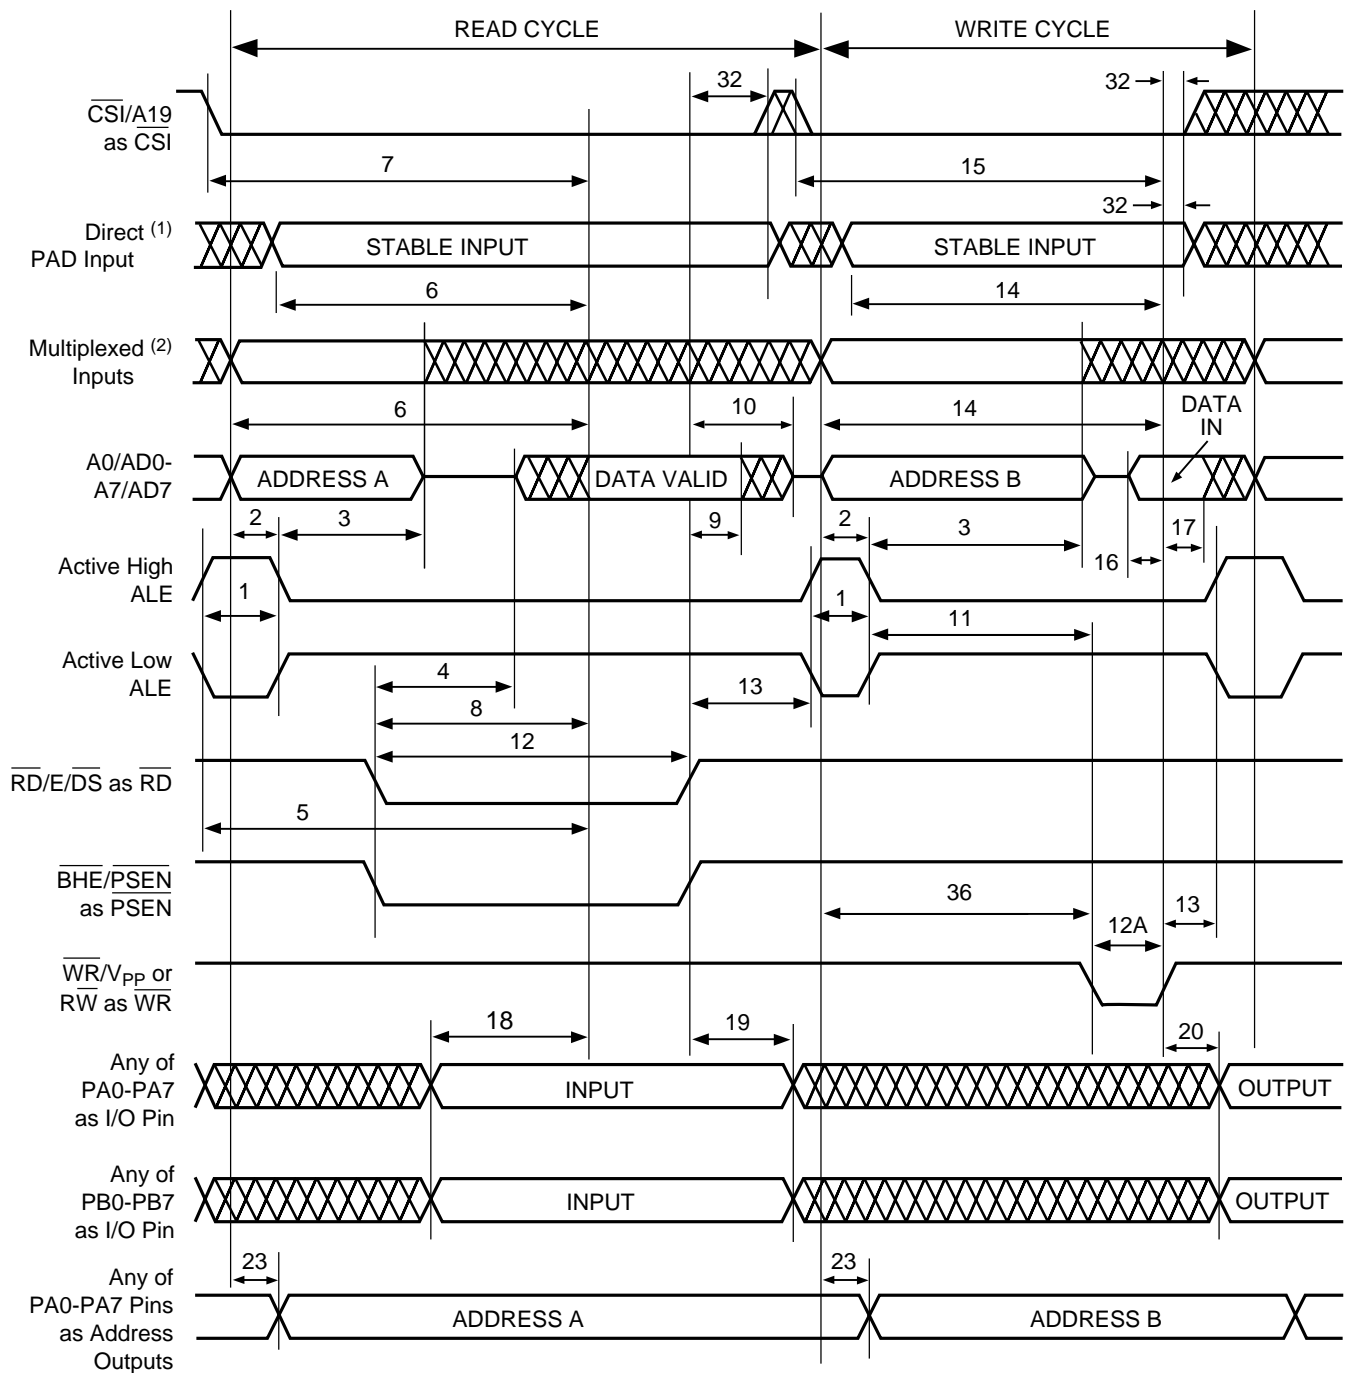 READ CYCLE
WRITE CYCLE
32
32
CSI/A19
as CSI
7
15
32
Direct (1)
PAD Input
STABLE INPUT
STABLE INPUT
6
14
Multiplexed (2)
Inputs
6
10
14
DATA
IN
A0/AD0-
A7/AD7
ADDRESS A
DATA VALID
ADDRESS B
2
3
9
2
3
16
17
Active High
ALE
1
1
11
Active Low
ALE
4
13
8
12
RD/E/DS as RD
5
BHE/PSEN
as PSEN
36
12A
13
WR/VPP or
RW as WR
18
19
20
Any of
PA0-PA7
as I/O Pin
INPUT
OUTPUT
Any of
PB0-PB7
as I/O Pin
INPUT
OUTPUT
23
23
Any of
PA0-PA7 Pins
as Address
Outputs
ADDRESS A
ADDRESS B